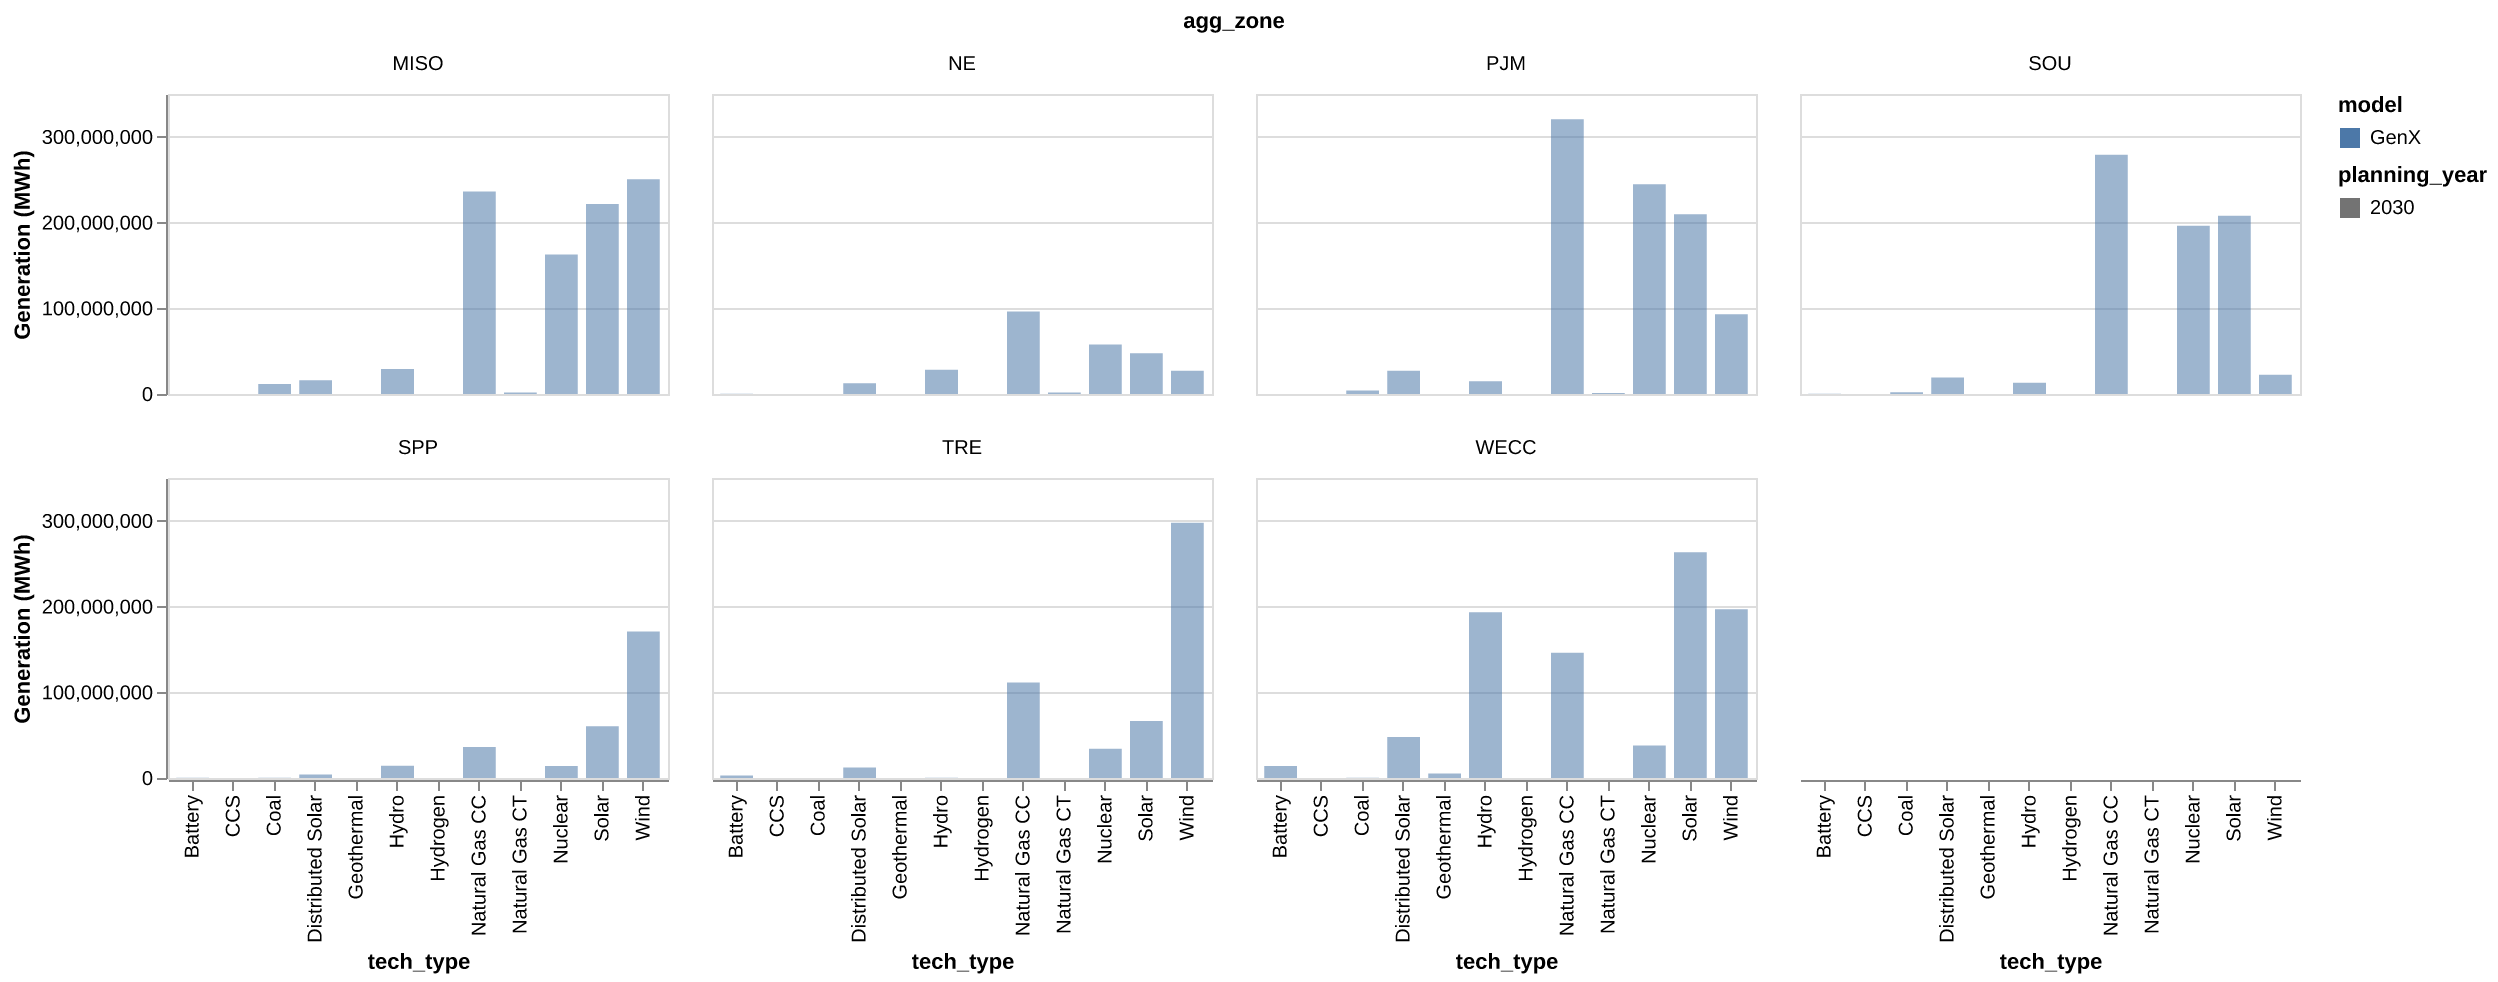 agg_zone
MISO
NE
PJM
SOU
Generation (MWh)
300,000,000
200,000,000
100,000,000
0
model
GenX
planning_year
2030
SPP
TRE
WECC
Generation (MWh)
300,000,000
200,000,000
100,000,000
0
Battery
CCS
Coal
Distributed Solar
Geothermal
Hydro
Hydrogen
Natural Gas CC
Natural Gas CT
Nuclear
Solar
Wind
tech_type
Battery
CCS
Coal
Distributed Solar
Geothermal
Hydro
Hydrogen
Natural Gas CC
Natural Gas CT
Nuclear
Solar
Wind
tech_type
Battery
CCS
Coal
Distributed Solar
Geothermal
Hydro
Hydrogen
Natural Gas CC
Natural Gas CT
Nuclear
Solar
Wind
tech_type
Battery
CCS
Coal
Distributed Solar
Geothermal
Hydro
Hydrogen
Natural Gas CC
Natural Gas CT
Nuclear
Solar
Wind
tech_type